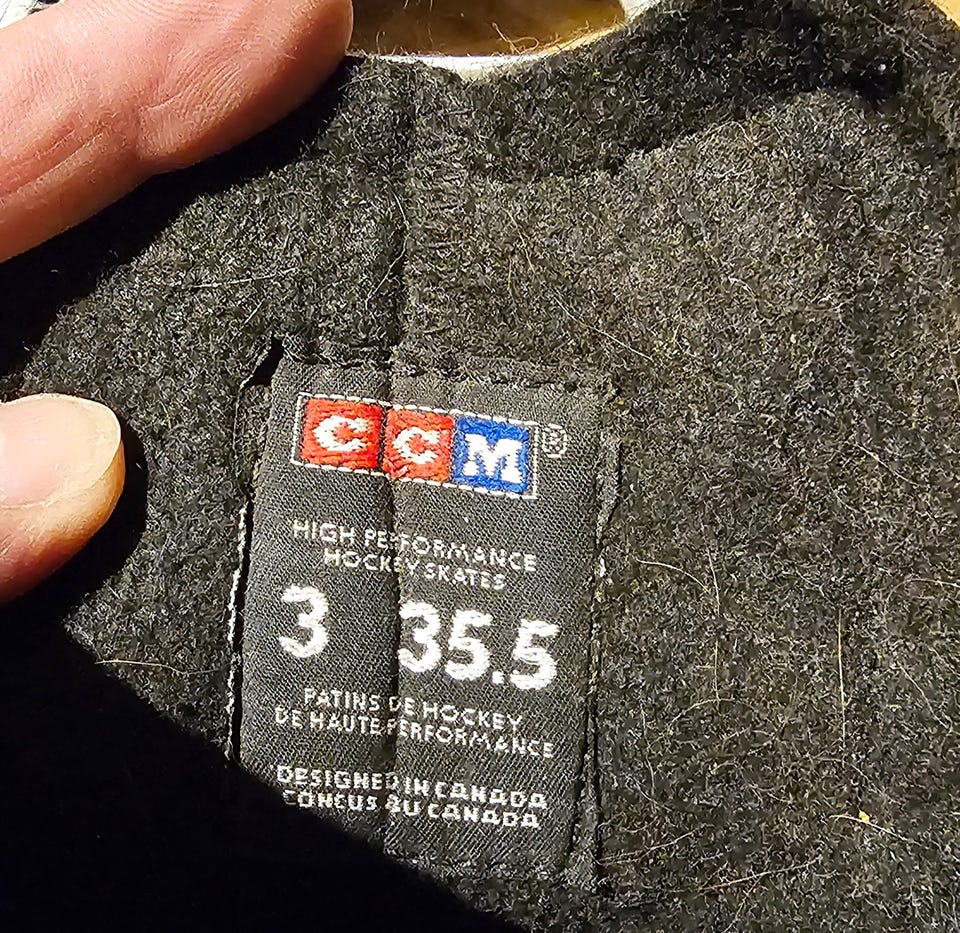 CCM®
HIGH PERFORMANCE
HOCKEY SKATES
3 35.5
PATINS DE HOCKEY
DE HAUTE PERFORMANCE
DESIGNED IN CANADA
CONCUS AU CANADA